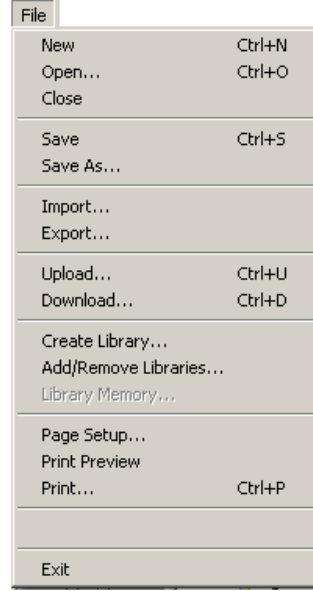 File
New Ctrl+N
Open... Ctrl+O
Close
Save Ctrl+S
Save As...
Import...
Export...
Upload... Ctrl+U
Download... Ctrl+D
Create Library...
Add/Remove Libraries...
Library Memory...
Page Setup...
Print Preview
Print... Ctrl+P
Exit